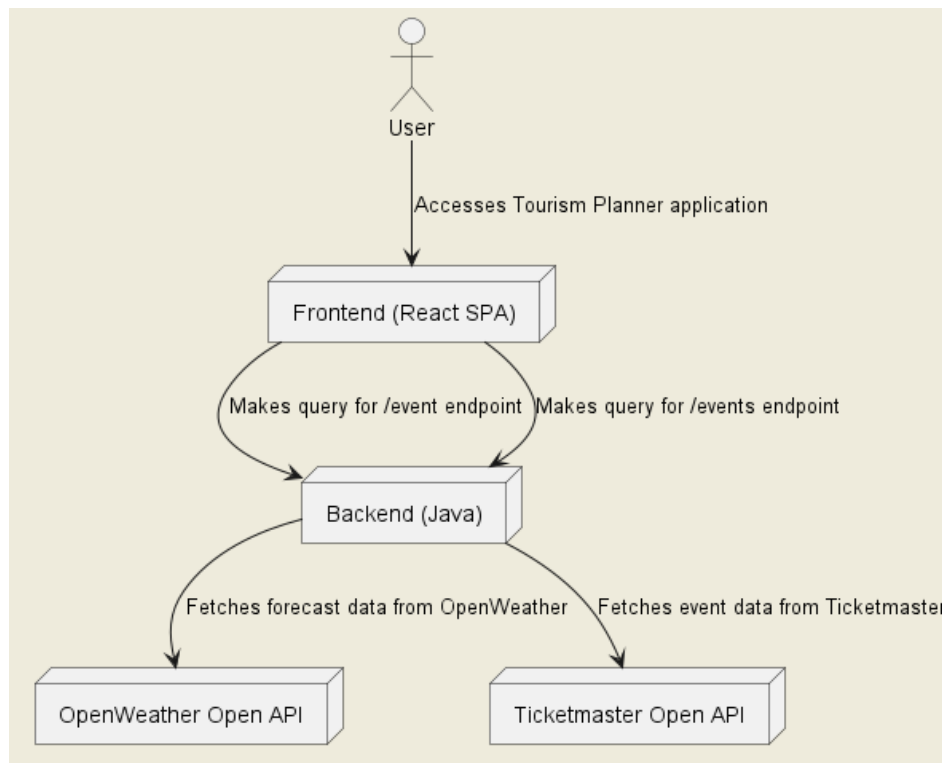 User
Accesses Tourism Planner application
Frontend (React SPA)
Makes query for /event endpoint
Makes query for /events endpoint
Backend (Java)
Fetches forecast data from OpenWeather
Fetches event data from Ticketmaster
OpenWeather Open API
Ticketmaster Open API